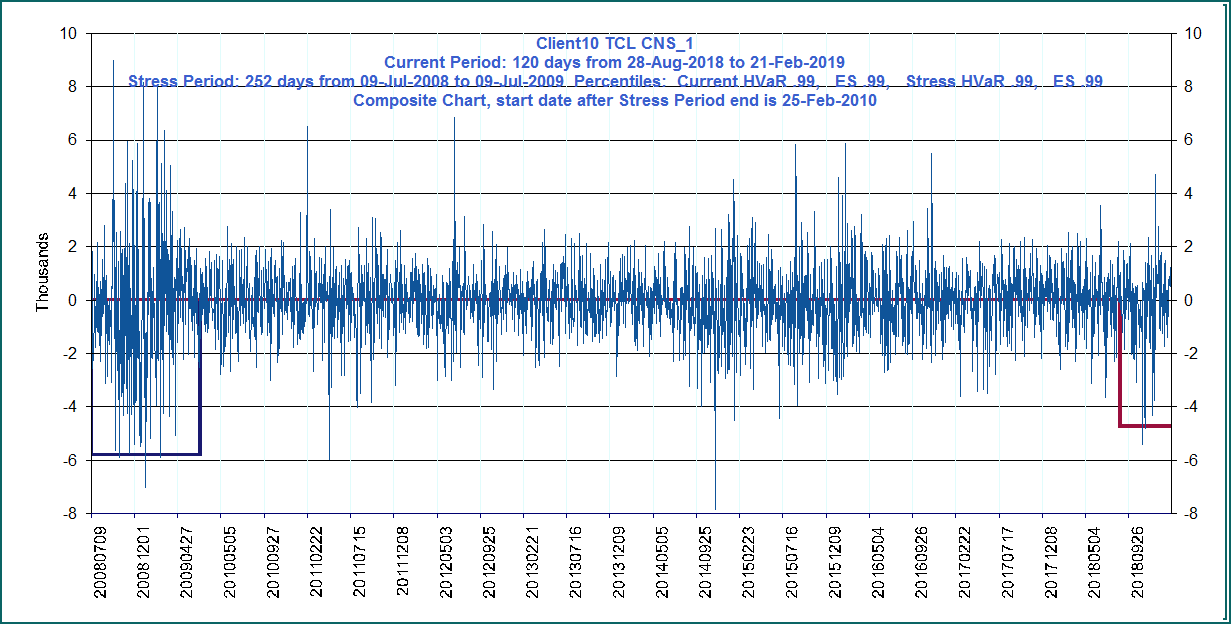 Client10 TCL CNS_1
Current Period: 120 days from 28-Aug-2018 to 21-Feb-2019
Stress Period: 252 days from 09-Jul-2008 to 09-Jul-2009 Percentiles: Current HVaR .99, ES .99, Stress HVaR .99, ES .99
Composite Chart, start date after Stress Period end is 25-Feb-2010
10 10
8 8
6 6
4 4
2 2
Thousands
0 0
-2 -2
-4 -4
-6 -6
-8 -8
20080709 20081201 20090427 20100505 20100927 20110222 20110715 20111208 20120503 20120925 20130221 20130716 20131209 20140505 20140925 20150223 20150716 20151209 20160504 20160926 20170222 20170717 20171208 20180504 20180926